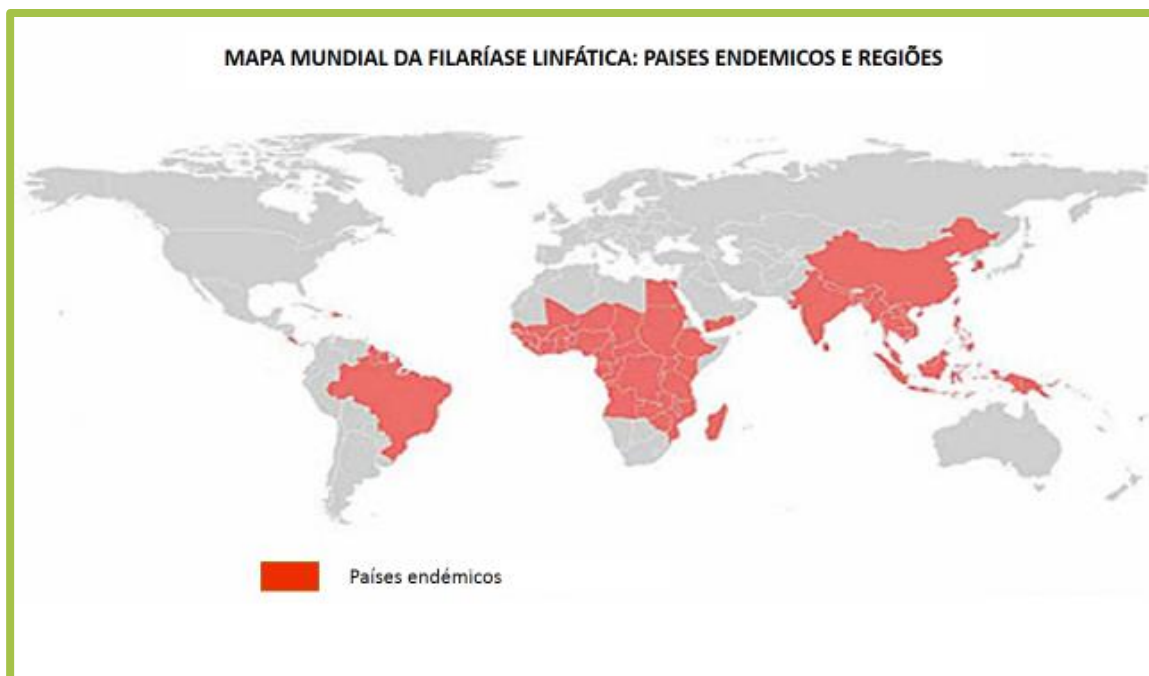 MAPA MUNDIAL DA FILARÍASE LINFÁTICA: PAISES ENDEMICOS E REGIÕES
Países endémicos